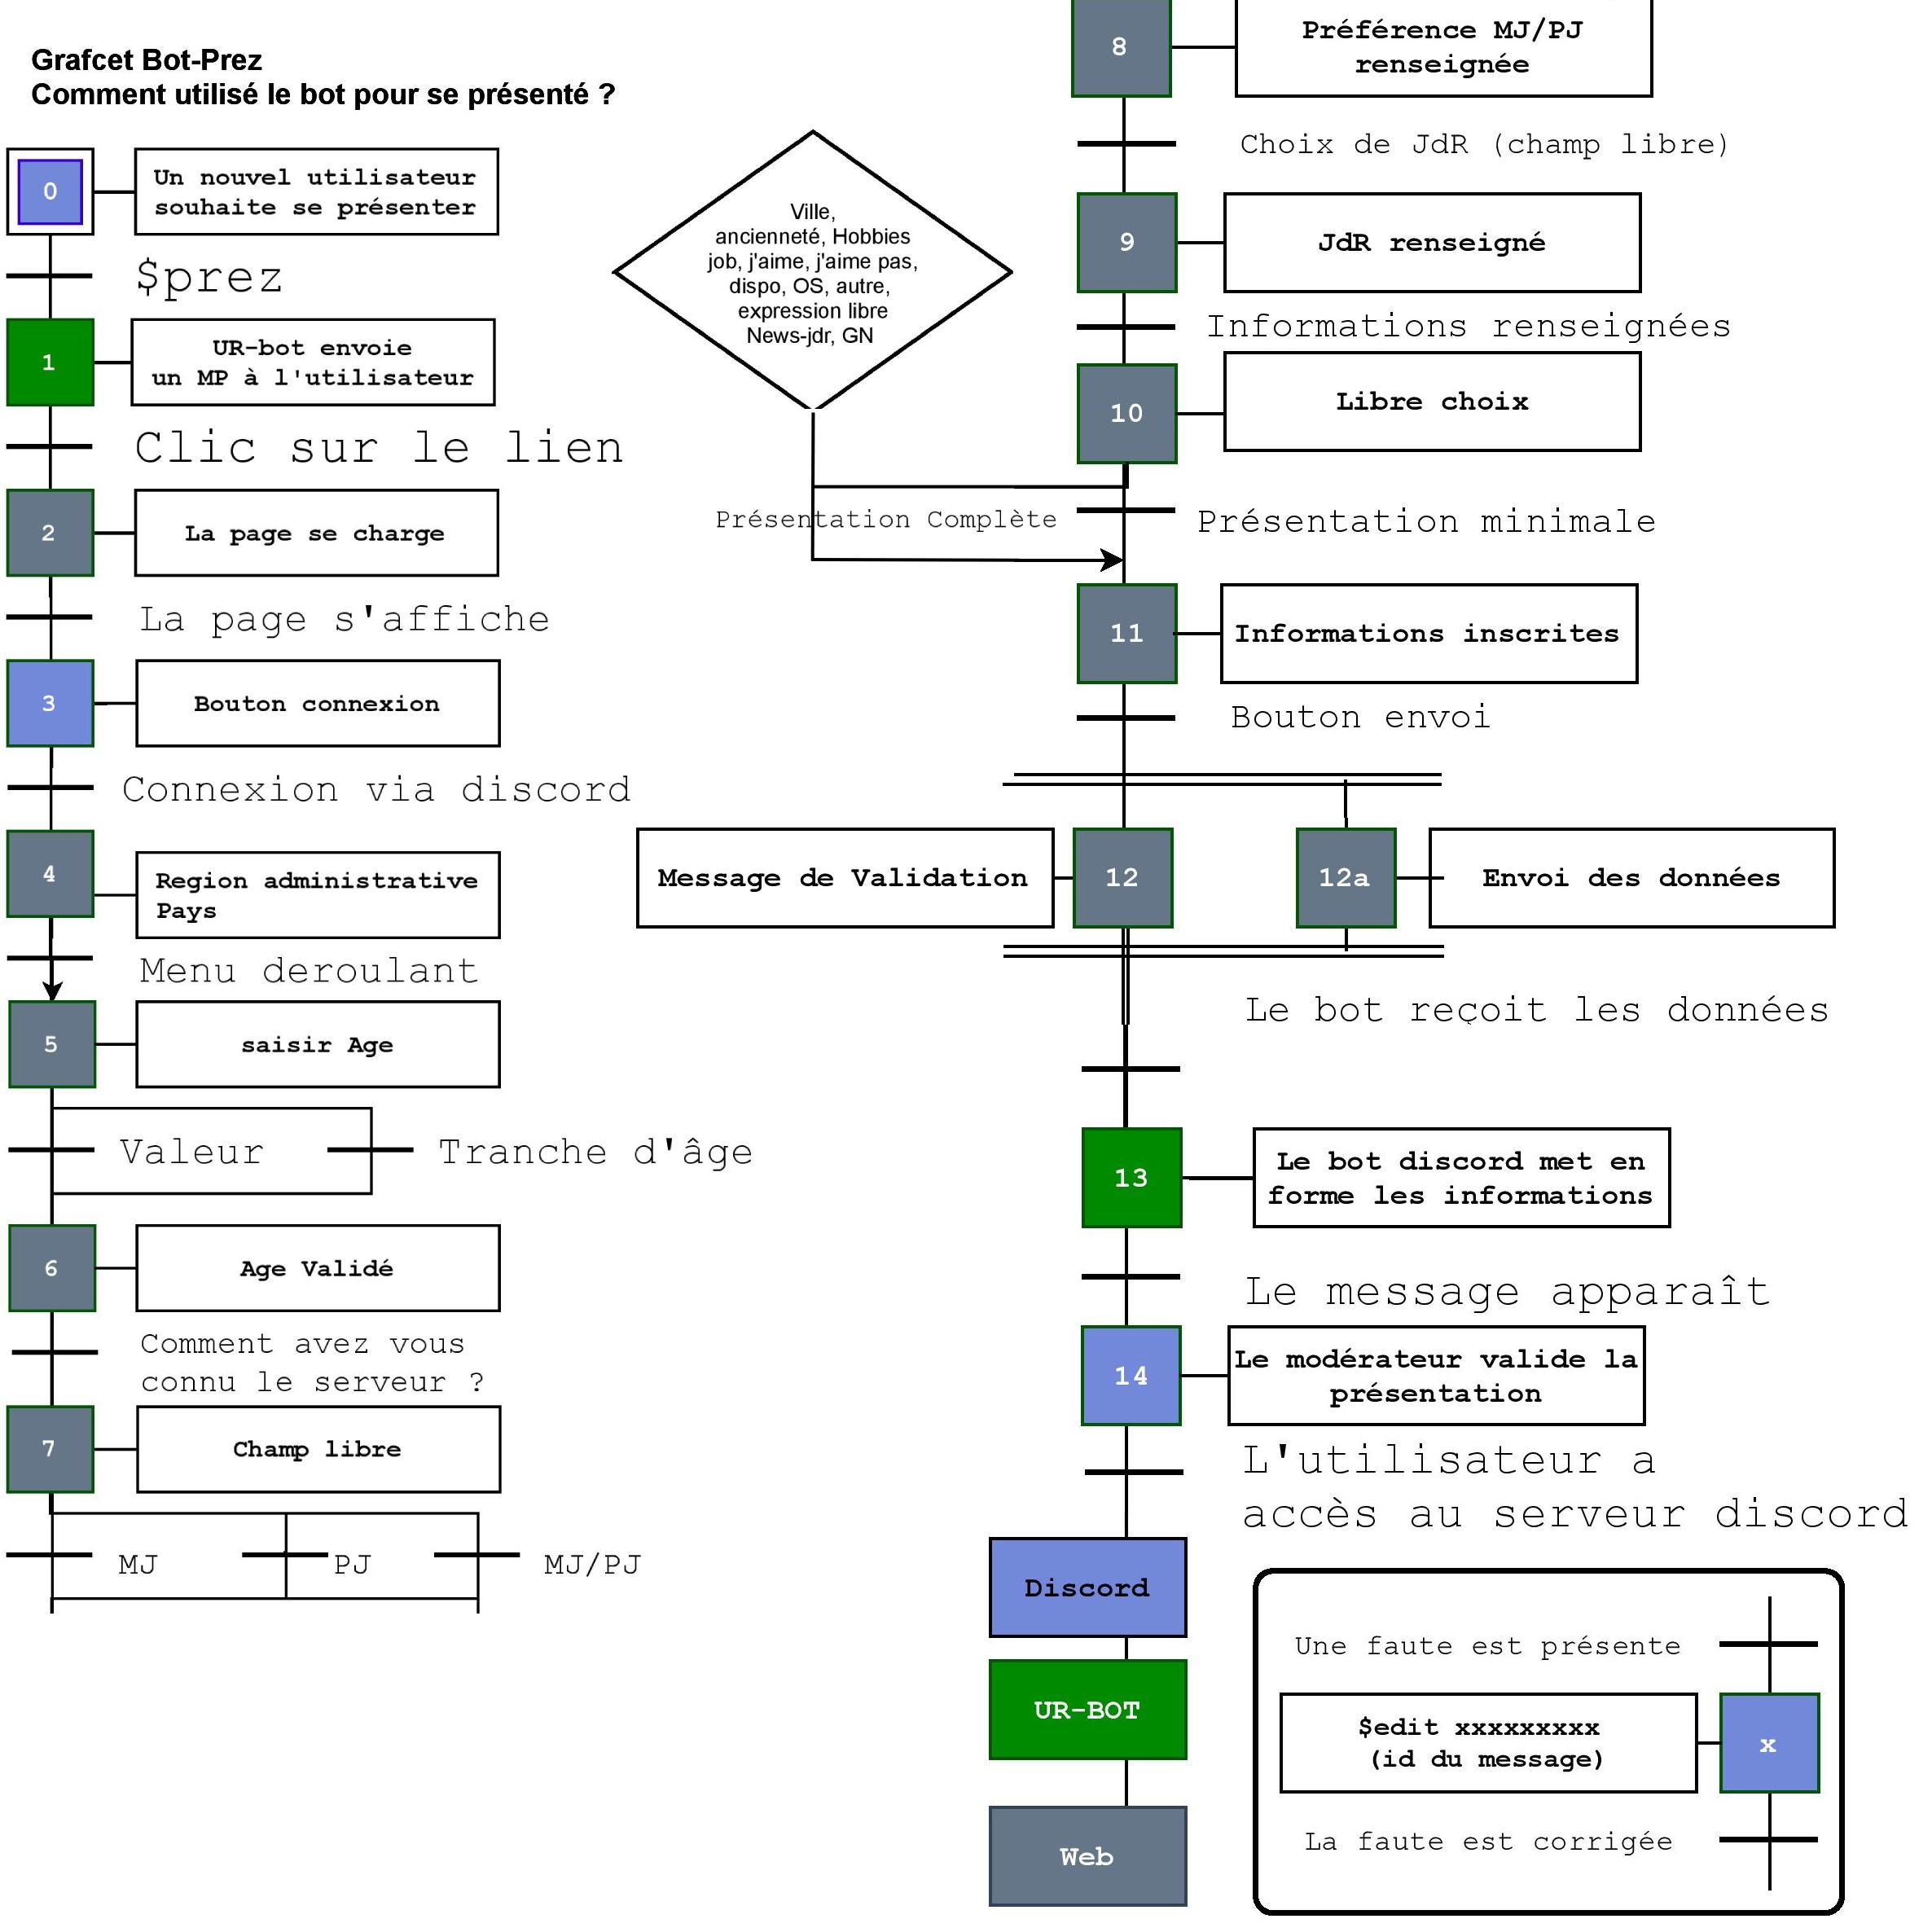 Grafcet Bot-Prez
Comment utilisé le bot pour se présenté ?
0
Un nouvel utilisateur
souhaite se présenter
$prez
1
UR-bot envoie
un MP à l'utilisateur
Clic sur le lien
2
La page se charge
La page s'affiche
3
Bouton connexion
Connexion via discord
4
Region administrative
Pays
Menu deroulant
5
saisir Age
Valeur
Tranche d'âge
6
Age Validé
Comment avez vous
connu le serveur ?
7
Champ libre
MJ
PJ
MJ/PJ
8
Préférence MJ/PJ
renseignée
Choix de JdR (champ libre)
9
JdR renseigné
Informations renseignées
10
Libre choix
Ville,
ancienneté, Hobbies
job, j'aime, j'aime pas,
dispo, OS, autre,
expression libre
News-jdr, GN
Présentation Complète
Présentation minimale
11
Informations inscrites
Bouton envoi
Message de Validation
12
12a
Envoi des données
Le bot reçoit les données
13
Le bot discord met en
forme les informations
Le message apparaît
14
Le modérateur valide la
présentation
L'utilisateur a
accès au serveur discord
Discord
UR-BOT
Web
Une faute est présente
$edit xxxxxxxxx
(id du message)
x
La faute est corrigée